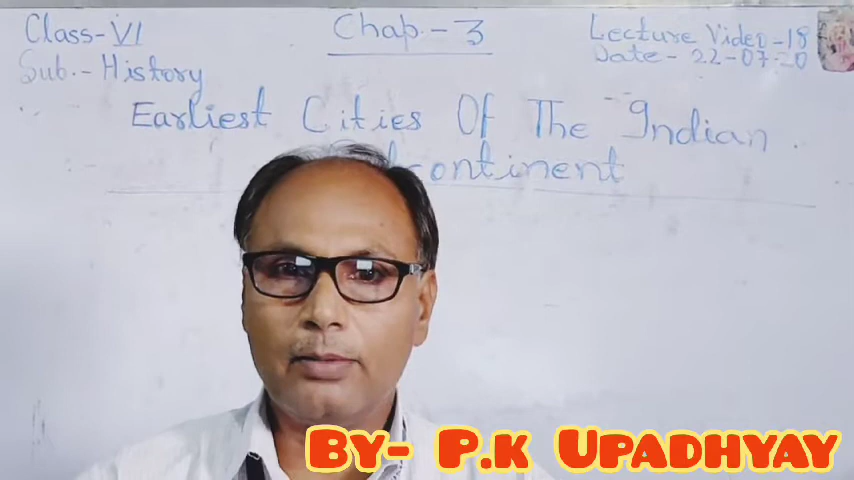 Class-VI Chap.-3 Lecture Video-18
Sub.-History Date-22-07-20
Earliest Cities Of The Indian
continent
By- P.K Upadhyay